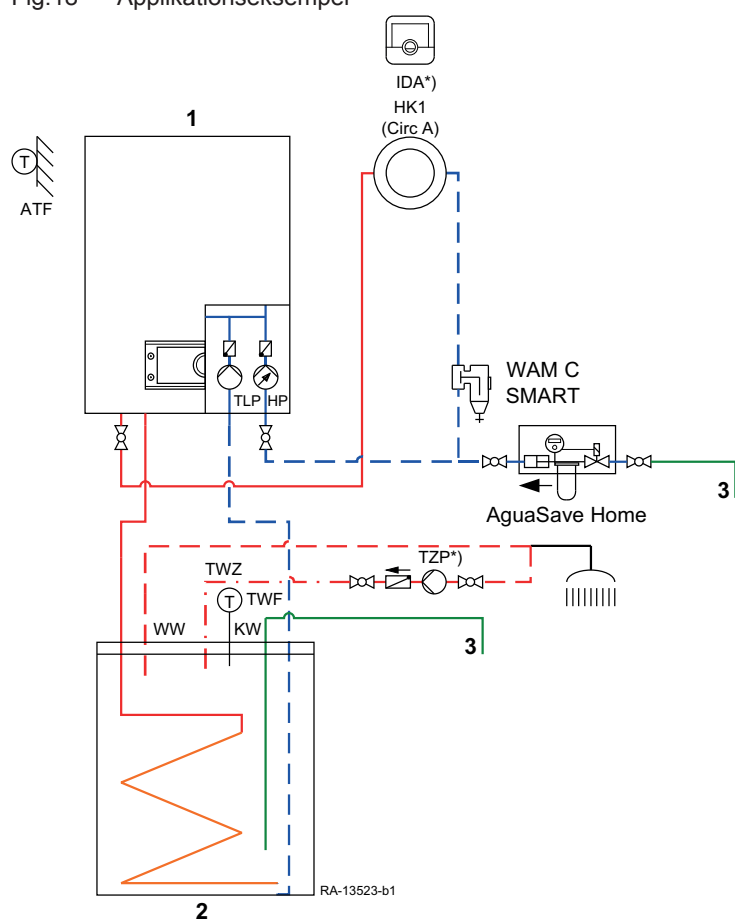 Fig.18 Applikationseksempel
IDA*)
HK1
(Circ A)
1
T
ATF
TLP HP
WAM C
SMART
AguaSave Home
3
TZP*)
TWZ
T
TWF
WW
KW
3
RA-13523-b1
2